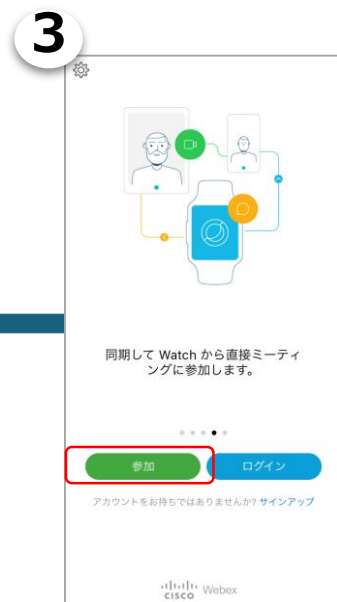 3
同期して Watch から直接ミーティ
ングに参加します。
参加
ログイン
アカウントをお持ちではありませんか? サインアップ
CISCO Webex